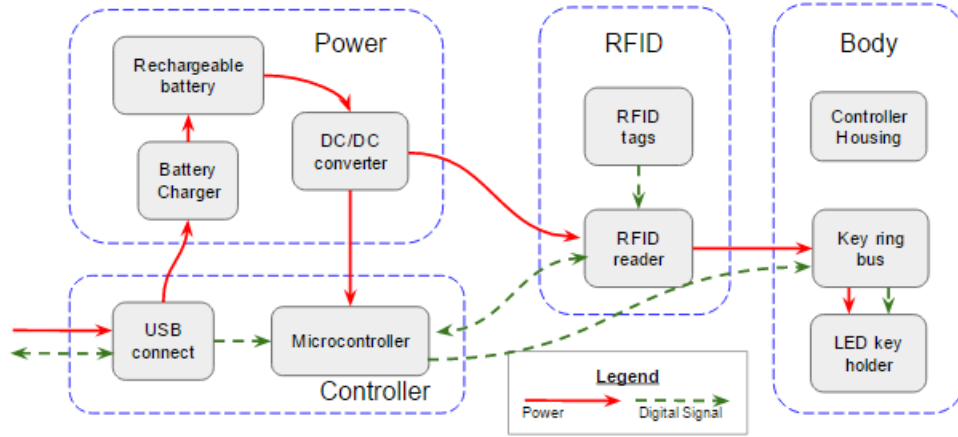 Power
Rechargeable
battery
DC/DC
converter
Battery
Charger
USB
connect
Microcontroller
Controller
RFID
RFID
tags
RFID
reader
Body
Controller
Housing
Key ring
bus
LED key
holder
Legend
Power
Digital Signal